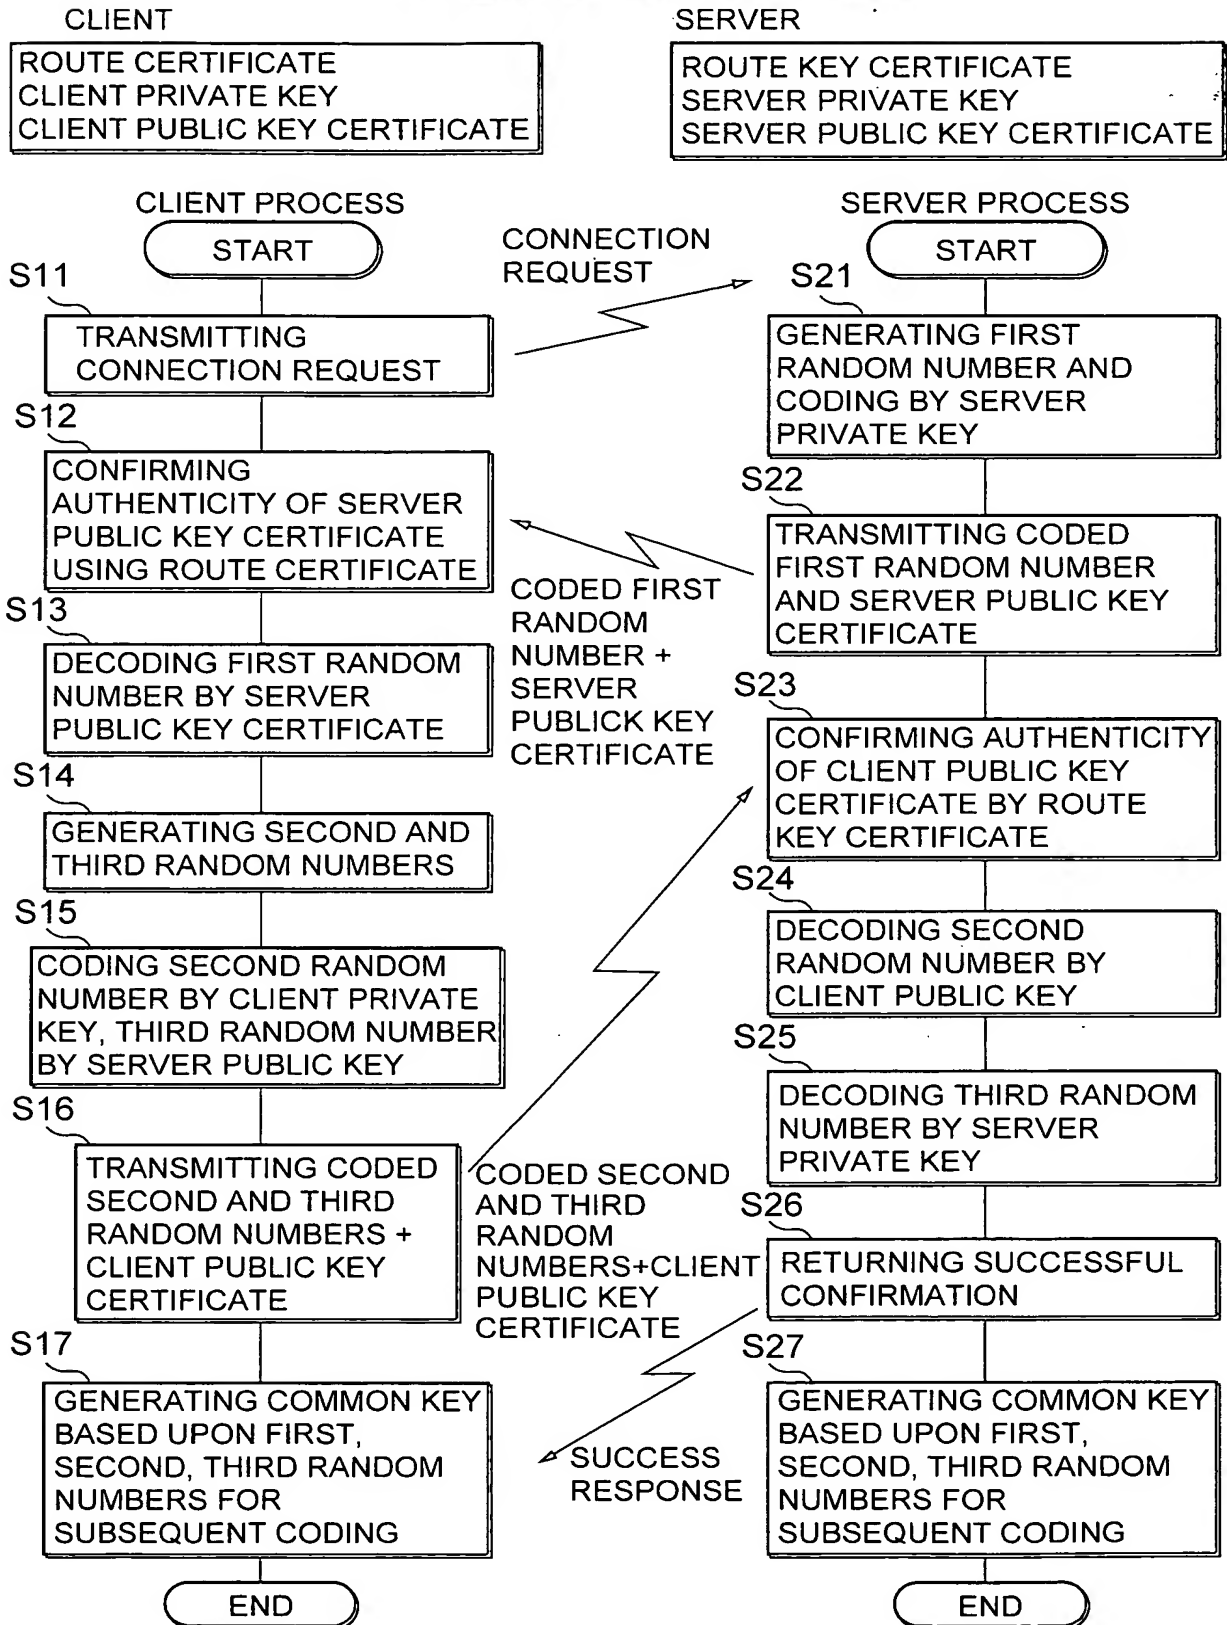 CLIENT
ROUTE CERTIFICATE
CLIENT PRIVATE KEY
CLIENT PUBLIC KEY CERTIFICATE
SERVER
ROUTE KEY CERTIFICATE
SERVER PRIVATE KEY
SERVER PUBLIC KEY CERTIFICATE
CLIENT PROCESS
START
S11
TRANSMITTING
CONNECTION REQUEST
S12
CONFIRMING
AUTHENTICITY OF SERVER
PUBLIC KEY CERTIFICATE
USING ROUTE CERTIFICATE
S13
DECODING FIRST RANDOM
NUMBER BY SERVER
PUBLIC KEY CERTIFICATE
S14
GENERATING SECOND AND
THIRD RANDOM NUMBERS
S15
CODING SECOND RANDOM
NUMBER BY CLIENT PRIVATE
KEY, THIRD RANDOM NUMBER
BY SERVER PUBLIC KEY
S16
TRANSMITTING CODED
SECOND AND THIRD
RANDOM NUMBERS +
CLIENT PUBLIC KEY
CERTIFICATE
S17
GENERATING COMMON KEY
BASED UPON FIRST,
SECOND, THIRD RANDOM
NUMBERS FOR
SUBSEQUENT CODING
END
CONNECTION
REQUEST
CODED FIRST
RANDOM
NUMBER +
SERVER
PUBLICK KEY
CERTIFICATE
CODED SECOND
AND THIRD
RANDOM
NUMBERS+CLIENT
PUBLIC KEY
CERTIFICATE
SUCCESS
RESPONSE
SERVER PROCESS
START
S21
GENERATING FIRST
RANDOM NUMBER AND
CODING BY SERVER
PRIVATE KEY
S22
TRANSMITTING CODED
FIRST RANDOM NUMBER
AND SERVER PUBLIC KEY
CERTIFICATE
S23
CONFIRMING AUTHENTICITY
OF CLIENT PUBLIC KEY
CERTIFICATE BY ROUTE
KEY CERTIFICATE
S24
DECODING SECOND
RANDOM NUMBER BY
CLIENT PUBLIC KEY
S25
DECODING THIRD RANDOM
NUMBER BY SERVER
PRIVATE KEY
S26
RETURNING SUCCESSFUL
CONFIRMATION
S27
GENERATING COMMON KEY
BASED UPON FIRST,
SECOND, THIRD RANDOM
NUMBERS FOR
SUBSEQUENT CODING
END